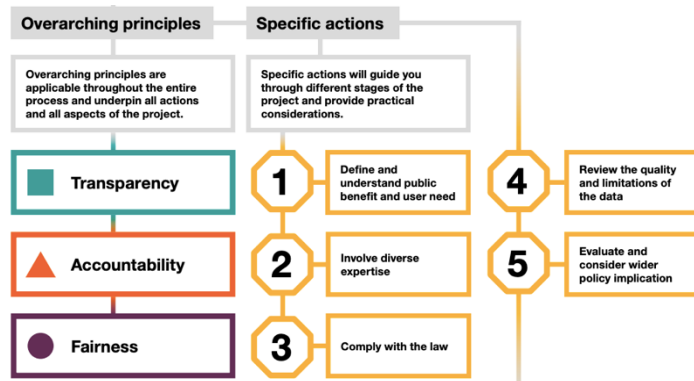 Overarching principles
Specific actions
Overarching principles are
applicable throughout the entire
process and underpin all actions
and all aspects of the project.
Specific actions will guide you
through different stages of the
project and provide practical
considerations.
Transparency
Accountability
Fairness
1
Define and
understand public
benefit and user need
2
Involve diverse
expertise
3
Comply with the law
4
Review the quality
and limitations of
the data
5
Evaluate and
consider wider
policy implication